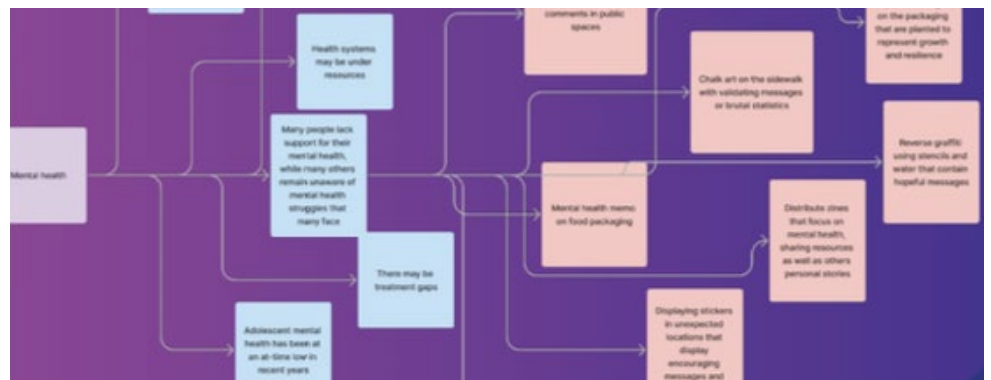 Mental health
Health systems
may be under
resources
Many people lack
support for their
mental health,
while many others
remain unaware of
mental health
struggles that
many face
There may be
treatment gaps
Adolescent mental
health has been at
an at-time low in
recent years
comments in public
spaces
Mental health memo
on food packaging
Chalk art on the sidewalk
with validating messages
or brutal statistics
on the packaging
that are planted to
represent growth
and resilience
Reverse graffiti
using stencils and
water that contain
hopeful messages
Distribute zines
that focus on
mental health,
sharing resources
as well as others
personal stories
Displaying stickers
in unexpected
locations that
display
encouraging
messages and